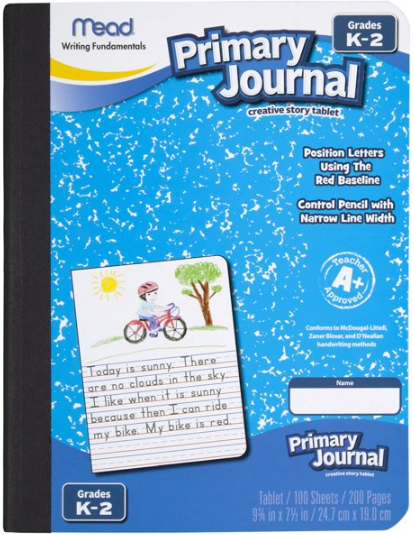 Mead
Writing Fundamentals
Primary
Journal
creative story tablet
Grades
K-2
Position Letters
Using The
Red Baseline
Control Pencil with
Narrow Line Width
Teacher
A+
Approved
Conforms to McDougal-Littell,
Zaner Bloser, and D'Nealian
handwriting methods
Today is sunny. There
are no clouds in the sky.
I like when it is sunny
because then I can ride
my bike. My bike is red.
Name
Primary
Journal
creative story tablet
Grades
K-2
Tablet / 100 Sheets / 200 Pages
9¾ in x 7½ in / 24.7 cm x 19.0 cm